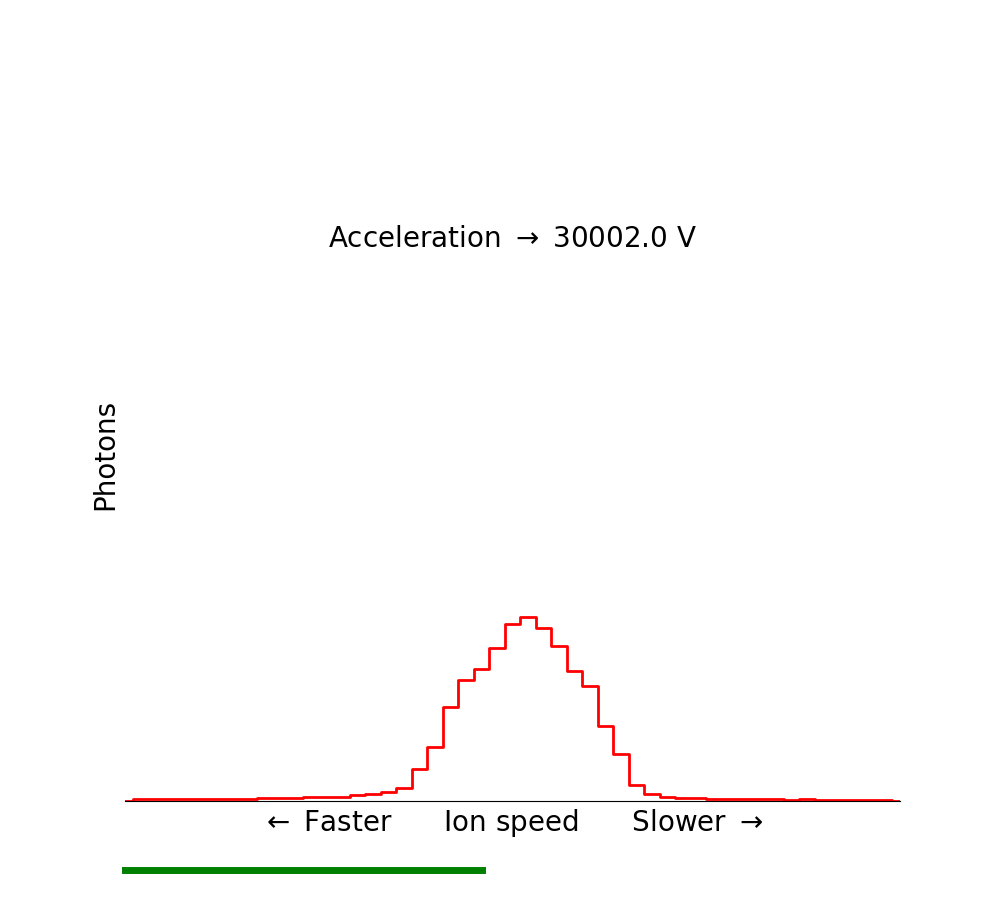 Acceleration → 30002.0 V
Photons
← Faster Ion speed Slower →